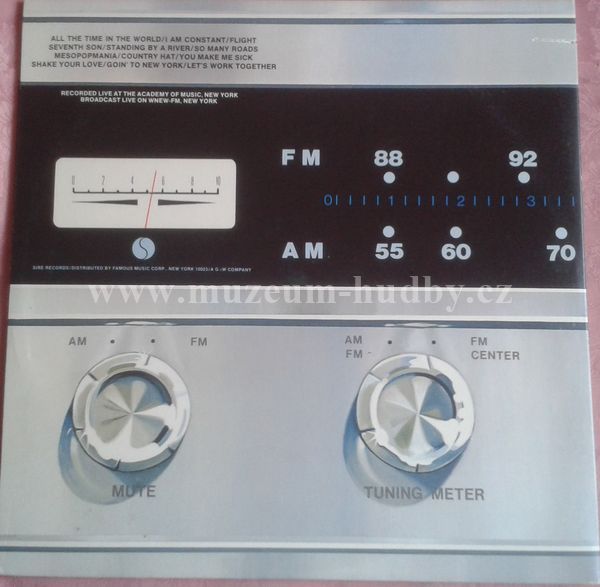 ALL THE TIME IN THE WORLD/I AM CONSTANT/FLIGHT
SEVENTH SON/STANDING BY A RIVER/SO MANY ROADS
MESOPOPMANIA/COUNTRY HAT/YOU MAKE ME SICK
SHAKE YOUR LOVE/GOIN' TO NEW YORK/LET'S WORK TOGETHER
RECORDED LIVE AT THE ACADEMY OF MUSIC, NEW YORK
BROADCAST LIVE ON WNEW-FM, NEW YORK
FM 88 92
0 2 4 6 8 10
0 1 2 3
AM 55 60 70
SIRE RECORDS/DISTRIBUTED BY FAMOUS MUSIC CORP., NEW YORK 10023/A G+W COMPANY
www.muzeum-hudby.cz
AM FM
AM FM
FM CENTER
MUTE
TUNING METER